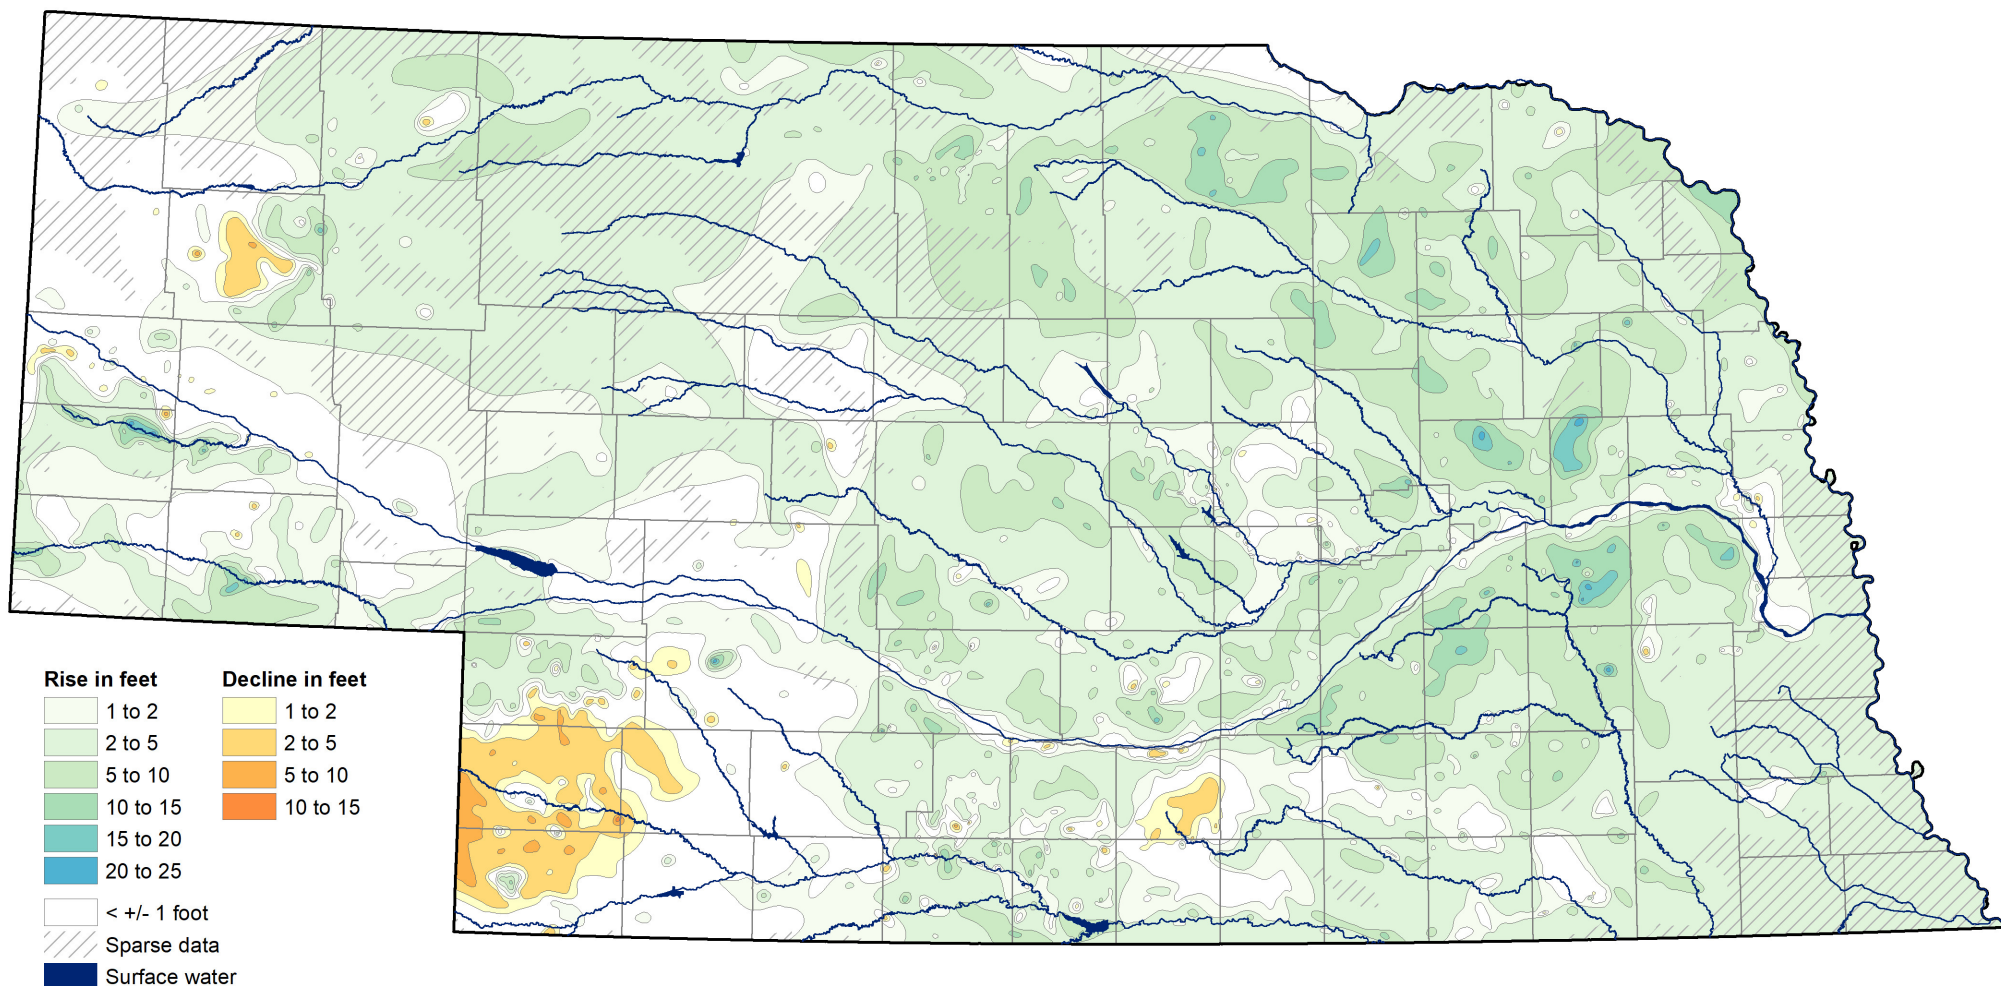 Rise in feet
1 to 2
2 to 5
5 to 10
10 to 15
15 to 20
20 to 25
< +/- 1 foot
Sparse data
Surface water
Decline in feet
1 to 2
2 to 5
5 to 10
10 to 15